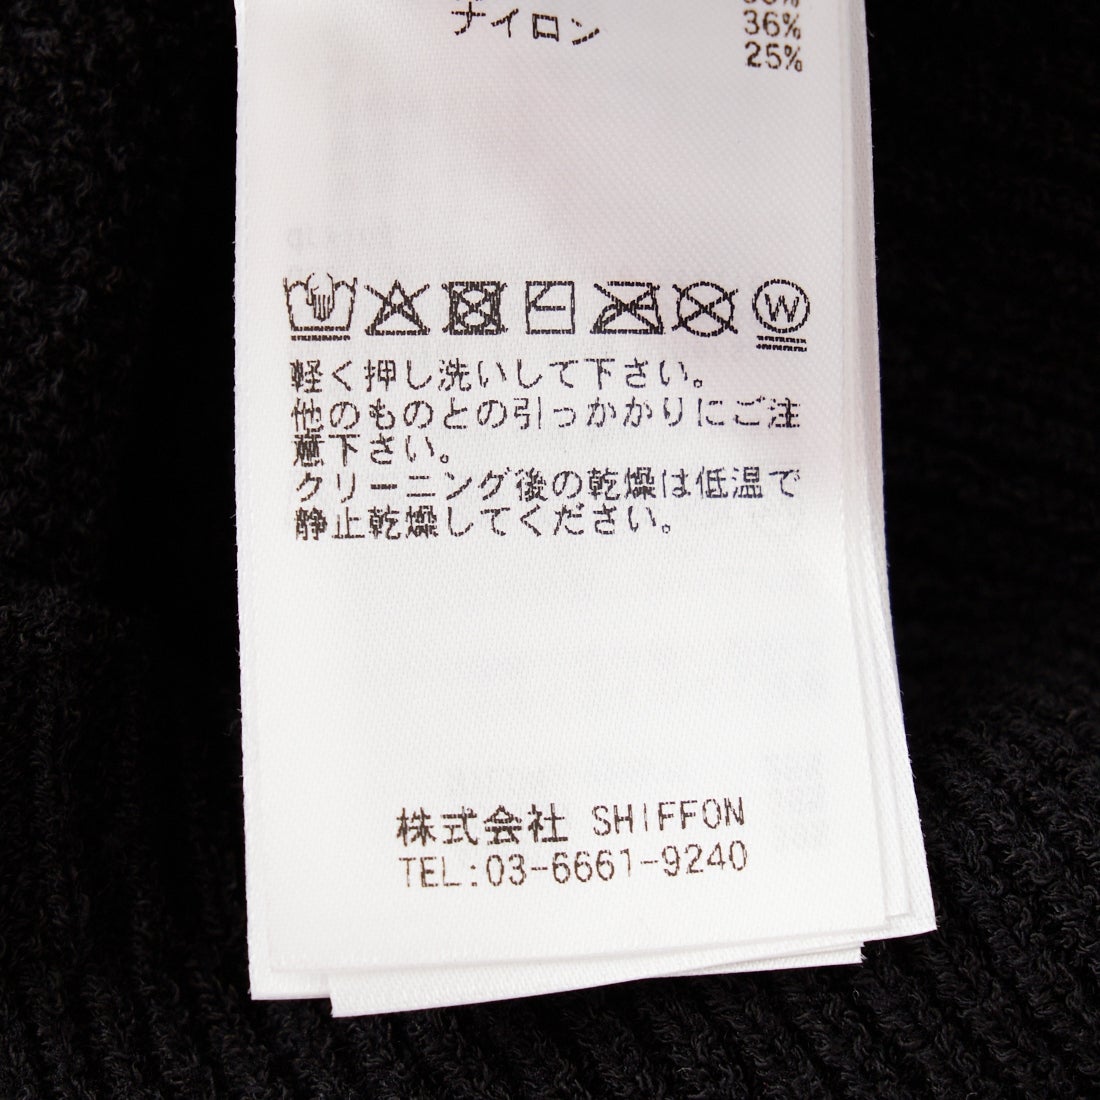 ナイロン
36%
25%
W
軽く押し洗いして下さい。
他のものとの引っかかりにご注
意下さい。
クリーニング後の乾燥は低温で
静止乾燥してください。
株式会社 SHIFFON
TEL:03-6661-9240